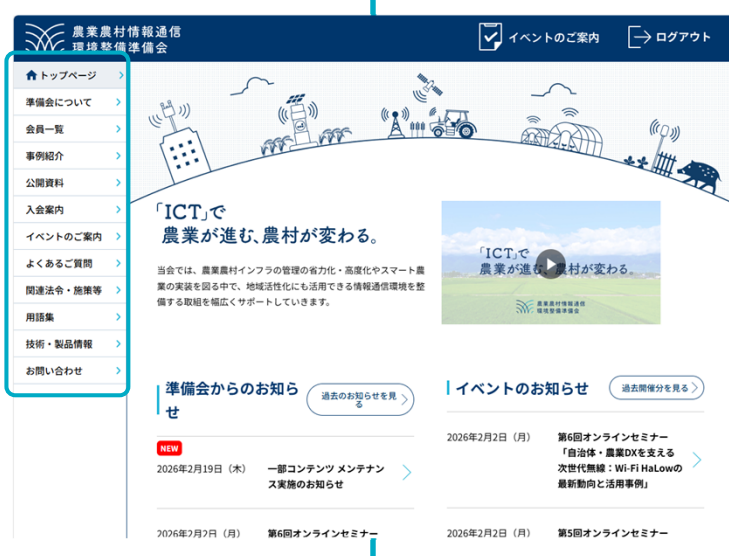 農業農村情報通信
環境整備準備会
イベントのご案内
ログアウト
トップページ
準備会について
会員一覧
事例紹介
公開資料
入会案内
イベントのご案内
よくあるご質問
関連法令・施策等
用語集
技術・製品情報
お問い合わせ
「ICT」で
農業が進む、農村が変わる。
当会では、農業農村インフラの管理の省力化・高度化やスマート農
業の実装を図る中で、地域活性化にも活用できる情報通信環境を整
備する取組を幅広くサポートしていきます。
「ICT」で
農業が進む、農村が変わる。
農業農村情報通信
環境整備準備会
準備会からのお知ら
せ
過去のお知らせを見
る
NEW
2026年2月19日（木）
一部コンテンツ メンテナン
ス実施のお知らせ
2026年2月2日（月）
第6回オンラインセミナー
イベントのお知らせ
過去開催分を見る
2026年2月2日（月）
第6回オンラインセミナー
「自治体・農業DXを支える
次世代無線：Wi-Fi HaLowの
最新動向と活用事例」
2026年2月2日（月）
第5回オンラインセミナー